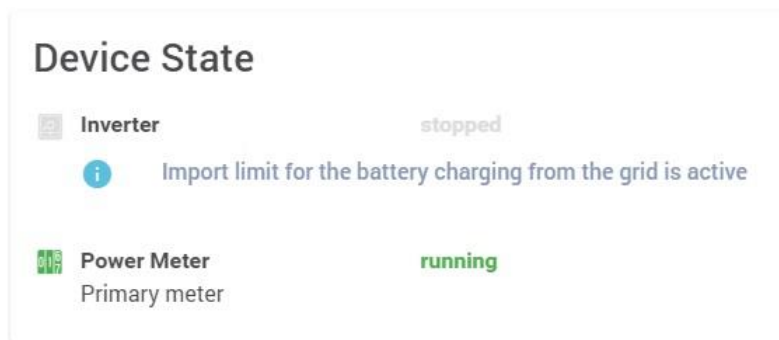 Device State
Inverter stopped
Import limit for the battery charging from the grid is active
Power Meter running
Primary meter